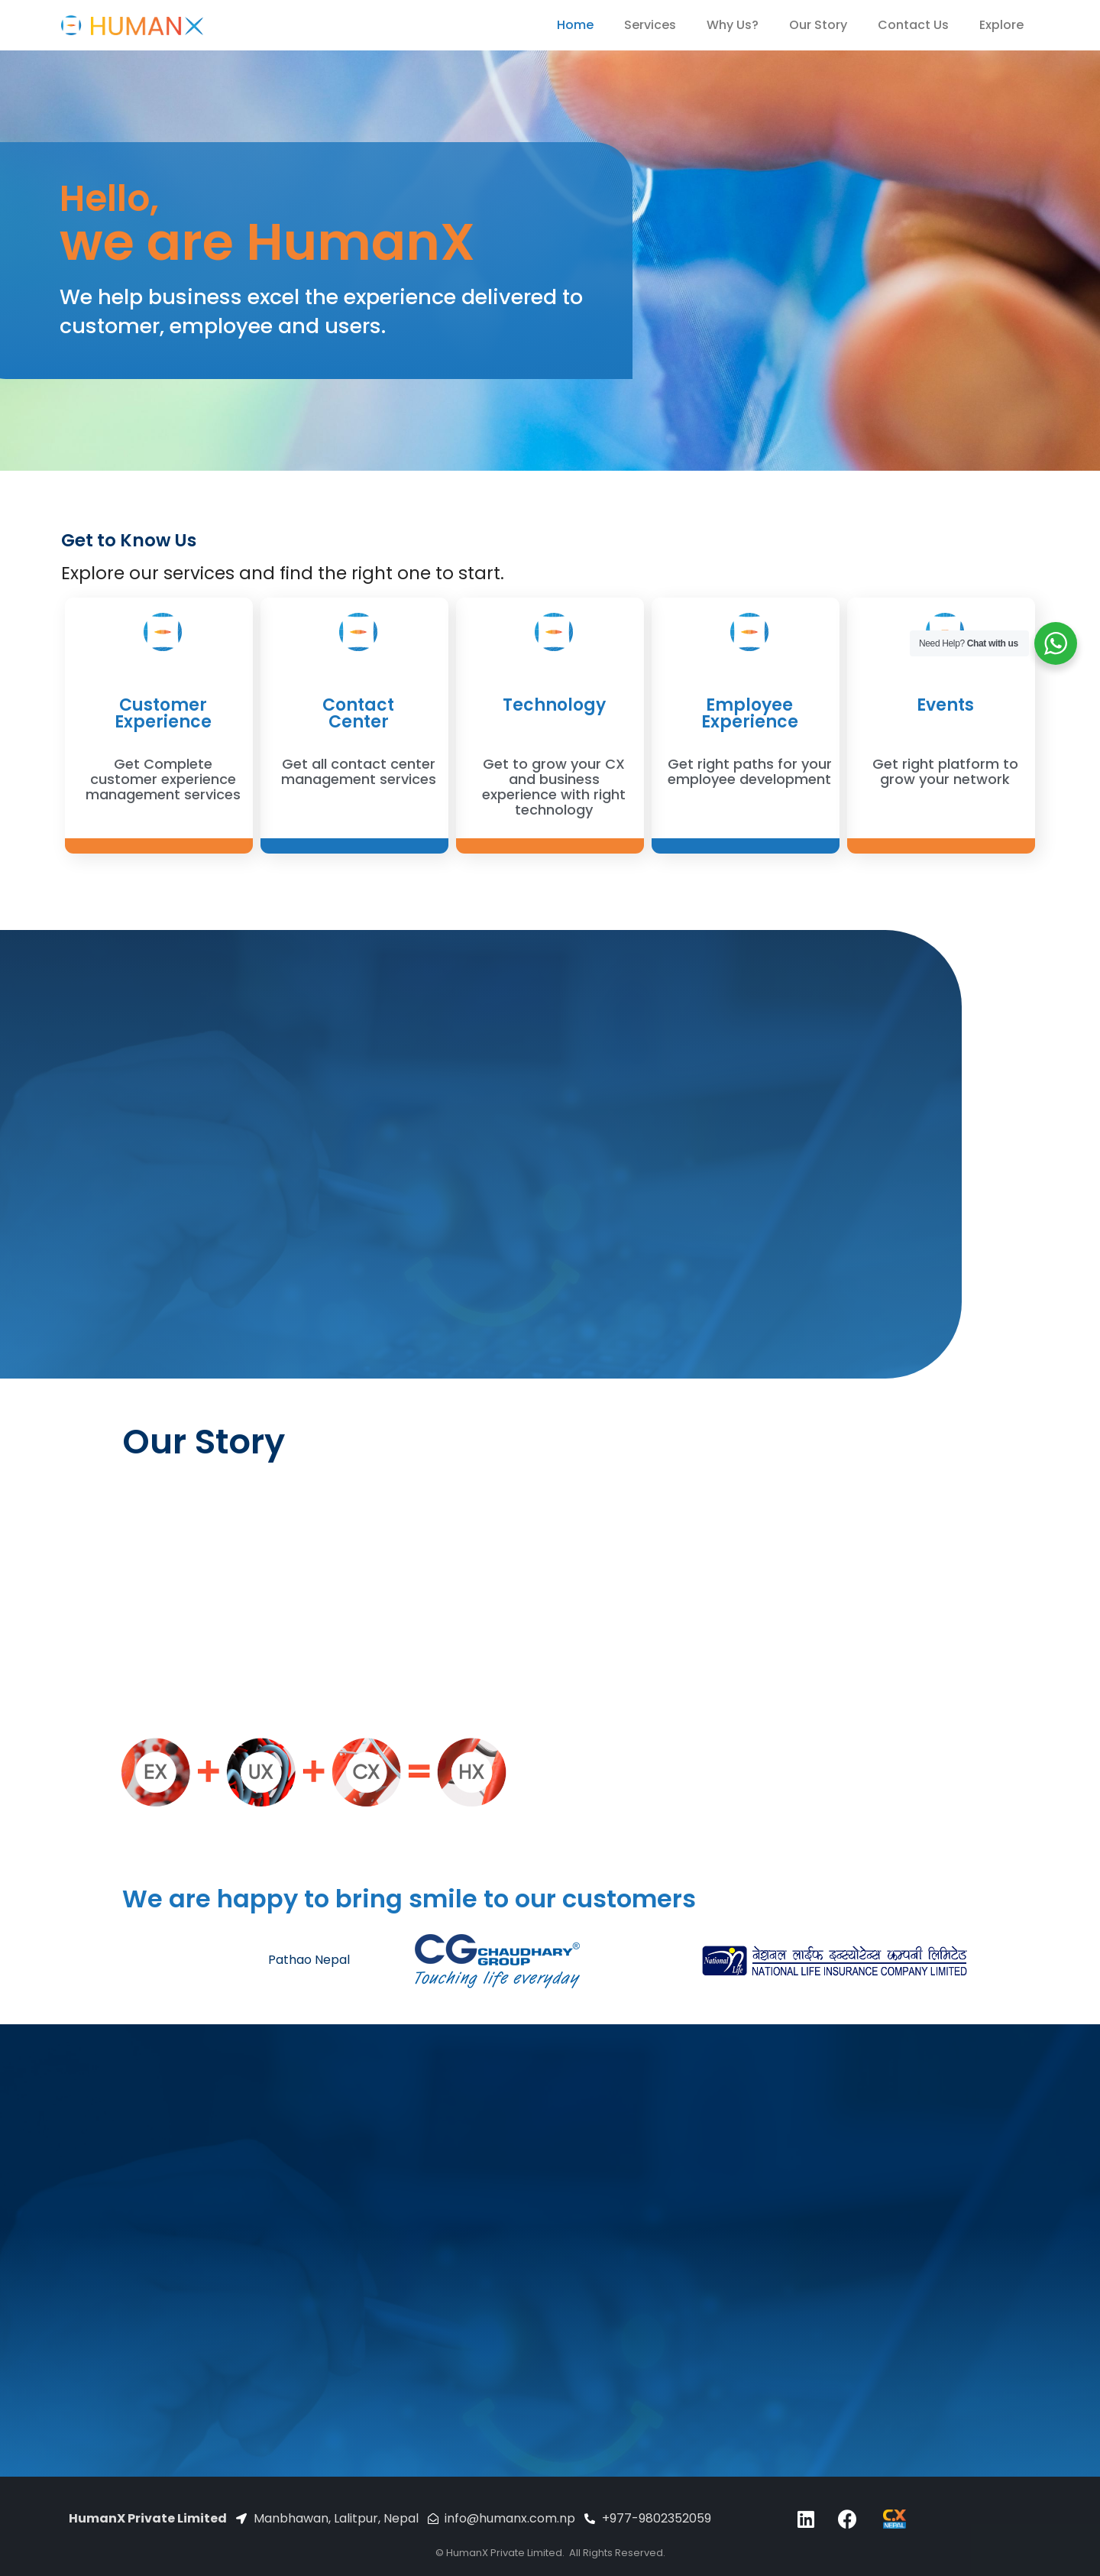 HUMANX
Home
Services
Why Us?
Our Story
Contact Us
Explore
Hello,
we are HumanX
We help business excel the experience delivered to
customer, employee and users.
Get to Know Us
Explore our services and find the right one to start.
Customer
Experience
Get Complete
customer experience
management services
Contact
Center
Get all contact center
management services
Technology
Get to grow your CX
and business
experience with right
technology
Employee
Experience
Get right paths for your
employee development
Events
Get right platform to
grow your network
Need Help? Chat with us
Our Story
EX + UX + CX = HX
We are happy to bring smile to our customers
Pathao Nepal
CG CHAUDHARY GROUP®
Touching life everyday
National Life
नेशनल लाईफ इन्स्योरेन्स कम्पनी लिमिटेड
NATIONAL LIFE INSURANCE COMPANY LIMITED
HumanX Private Limited
Manbhawan, Lalitpur, Nepal
info@humanx.com.np
+977-9802352059
CX
NEPAL
© HumanX Private Limited. All Rights Reserved.